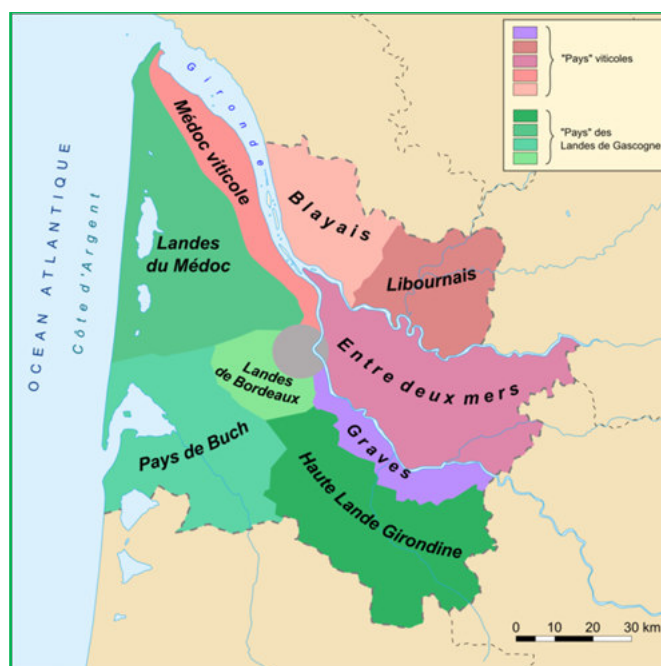 "Pays" viticoles
"Pays" des
Landes de Gascogne
Gironde
Médoc viticole
Blayais
OCEAN ATLANTIQUE
Côte d'Argent
Landes
du Médoc
Libournais
Entre deux mers
Landes
de Bordeaux
Graves
Pays de Buch
Haute Lande Girondine
0 5 10 20 30 km